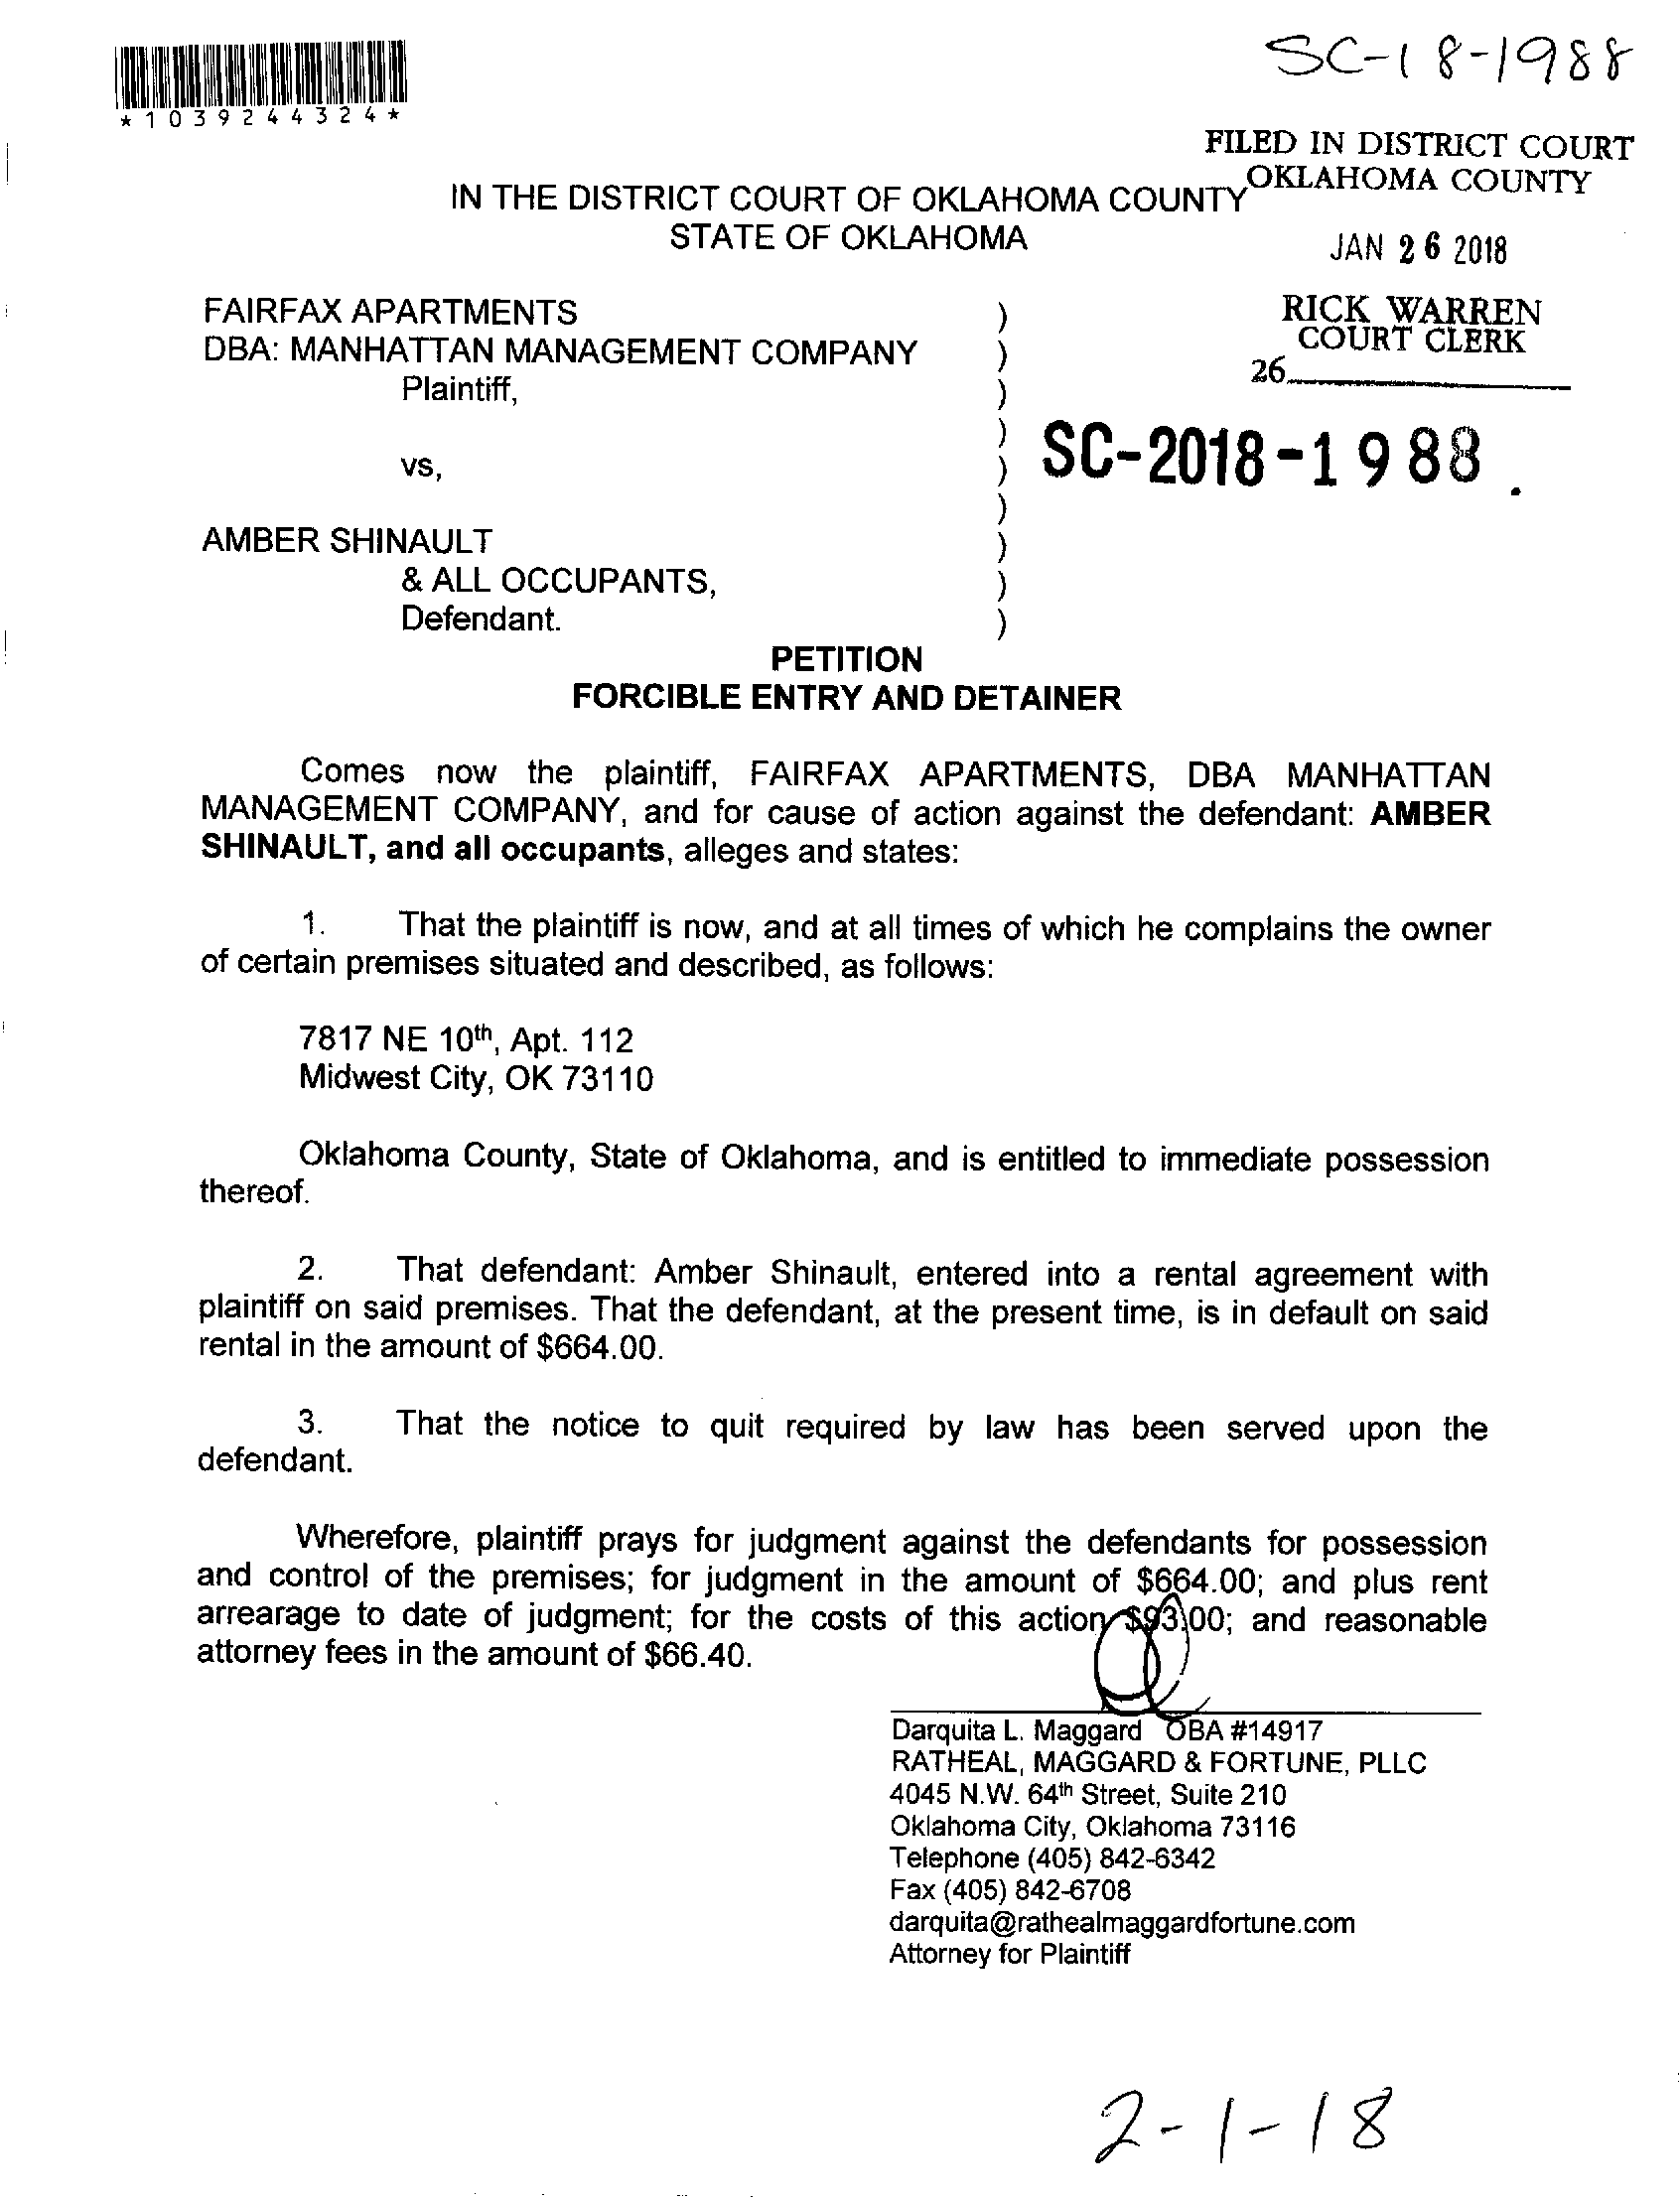 SC-18-1988
*1039244324*
FILED IN DISTRICT COURT
OKLAHOMA COUNTY
IN THE DISTRICT COURT OF OKLAHOMA COUNTY
STATE OF OKLAHOMA
JAN 26 2018
FAIRFAX APARTMENTS )
RICK WARREN
COURT CLERK
DBA: MANHATTAN MANAGEMENT COMPANY )
26
Plaintiff, )
)
vs, ) SC-2018-1988
)
AMBER SHINAULT )
& ALL OCCUPANTS, )
Defendant. )
PETITION
FORCIBLE ENTRY AND DETAINER
Comes now the plaintiff, FAIRFAX APARTMENTS, DBA MANHATTAN
MANAGEMENT COMPANY, and for cause of action against the defendant: AMBER
SHINAULT, and all occupants, alleges and states:
1. That the plaintiff is now, and at all times of which he complains the owner
of certain premises situated and described, as follows:
7817 NE 10th, Apt. 112
Midwest City, OK 73110
Oklahoma County, State of Oklahoma, and is entitled to immediate possession
thereof.
2. That defendant: Amber Shinault, entered into a rental agreement with
plaintiff on said premises. That the defendant, at the present time, is in default on said
rental in the amount of $664.00.
3. That the notice to quit required by law has been served upon the
defendant.
Wherefore, plaintiff prays for judgment against the defendants for possession
and control of the premises; for judgment in the amount of $664.00; and plus rent
arrearage to date of judgment; for the costs of this action $93.00; and reasonable
attorney fees in the amount of $66.40.
Darquita L. Maggard OBA #14917
RATHEAL, MAGGARD & FORTUNE, PLLC
4045 N.W. 64th Street, Suite 210
Oklahoma City, Oklahoma 73116
Telephone (405) 842-6342
Fax (405) 842-6708
darquita@rathealmaggardfortune.com
Attorney for Plaintiff
2-1-18